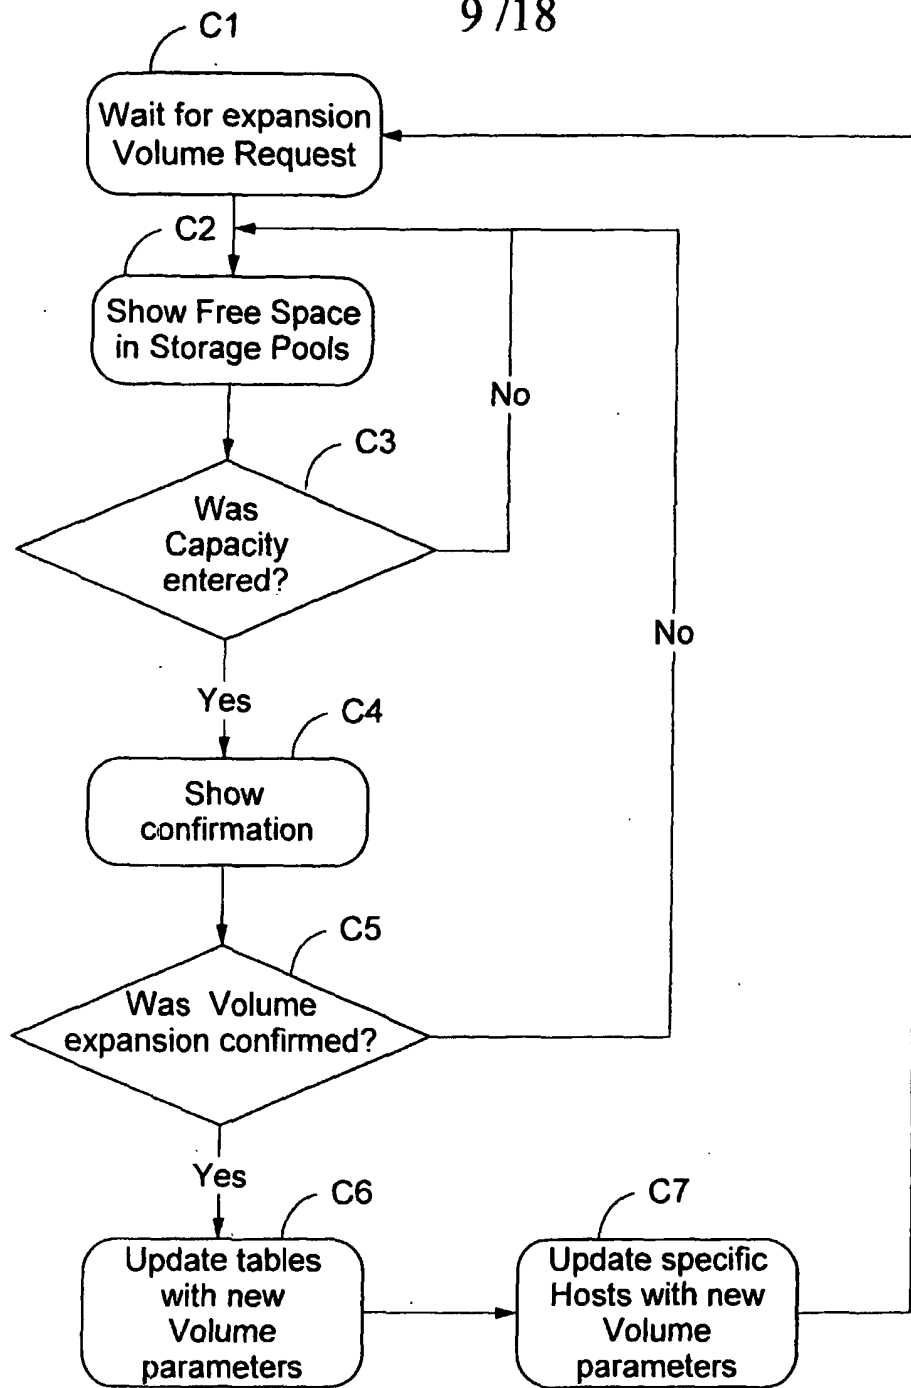 9/18
C1
Wait for expansion
Volume Request
C2
Show Free Space
in Storage Pools
No
C3
Was
Capacity
entered?
No
Yes
C4
Show
confirmation
C5
Was Volume
expansion confirmed?
Yes
C6
C7
Update tables
with new
Volume
parameters
Update specific
Hosts with new
Volume
parameters